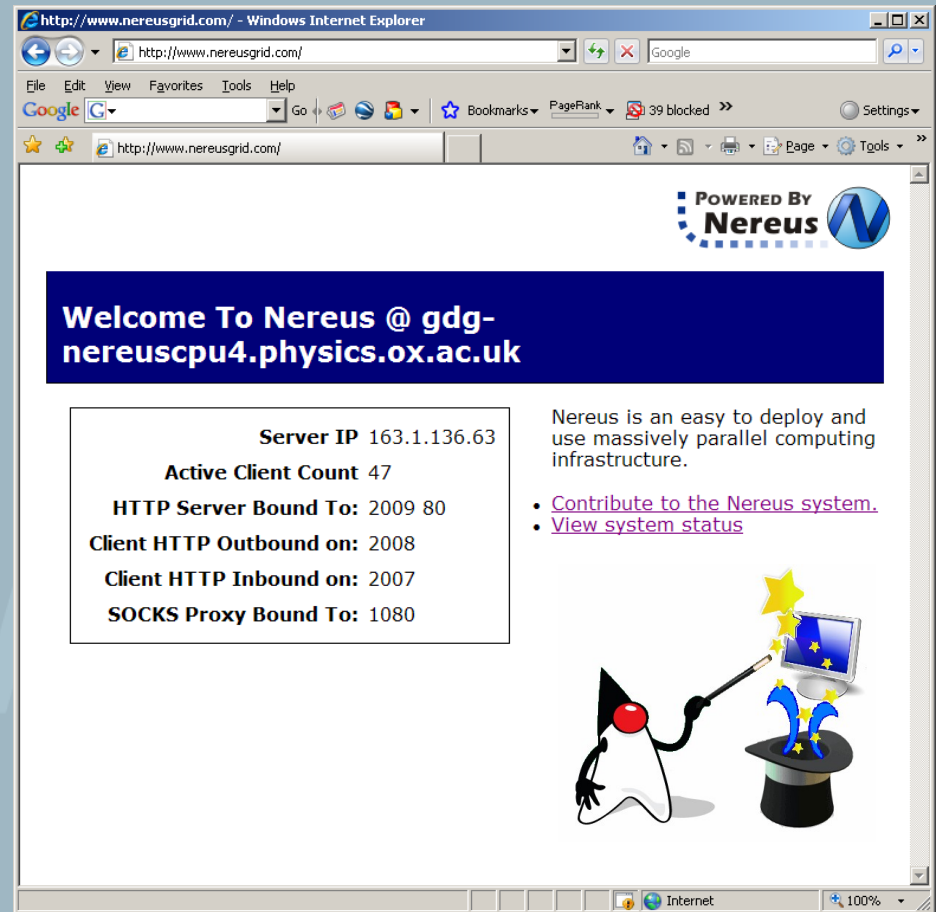 http://www.nereusgrid.com/ - Windows Internet Explorer
http://www.nereusgrid.com/ Google
File Edit View Favorites Tools Help
Google G Go Bookmarks PageRank 39 blocked » Settings
http://www.nereusgrid.com/ Page Tools »
POWERED BY
Nereus
Welcome To Nereus @ gdg-
nereuscpu4.physics.ox.ac.uk
Server IP 163.1.136.63
Active Client Count 47
HTTP Server Bound To: 2009 80
Client HTTP Outbound on: 2008
Client HTTP Inbound on: 2007
SOCKS Proxy Bound To: 1080
Nereus is an easy to deploy and
use massively parallel computing
infrastructure.
• Contribute to the Nereus system.
• View system status
Internet 100%